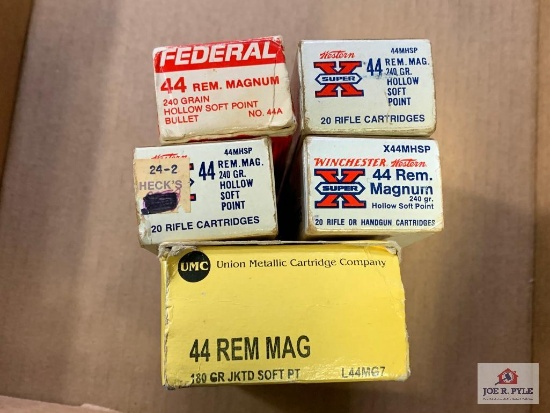 FEDERAL
44 REM. MAGNUM
240 GRAIN
HOLLOW SOFT POINT
BULLET NO. 44A
Western 44MHSP
SUPER X 44 REM. MAG.
240 GR.
HOLLOW
SOFT
POINT
20 RIFLE CARTRIDGES
24-2
HECK'S
44MHSP
44 REM. MAG.
240 GR.
HOLLOW
SOFT
POINT
20 RIFLE CARTRIDGES
X44MHSP
WINCHESTER Western
SUPER X 44 Rem.
Magnum
240 gr.
Hollow Soft Point
20 RIFLE OR HANDGUN CARTRIDGES
UMC Union Metallic Cartridge Company
44 REM MAG
180 GR JKTD SOFT PT L44MG7
JOE R. PYLE